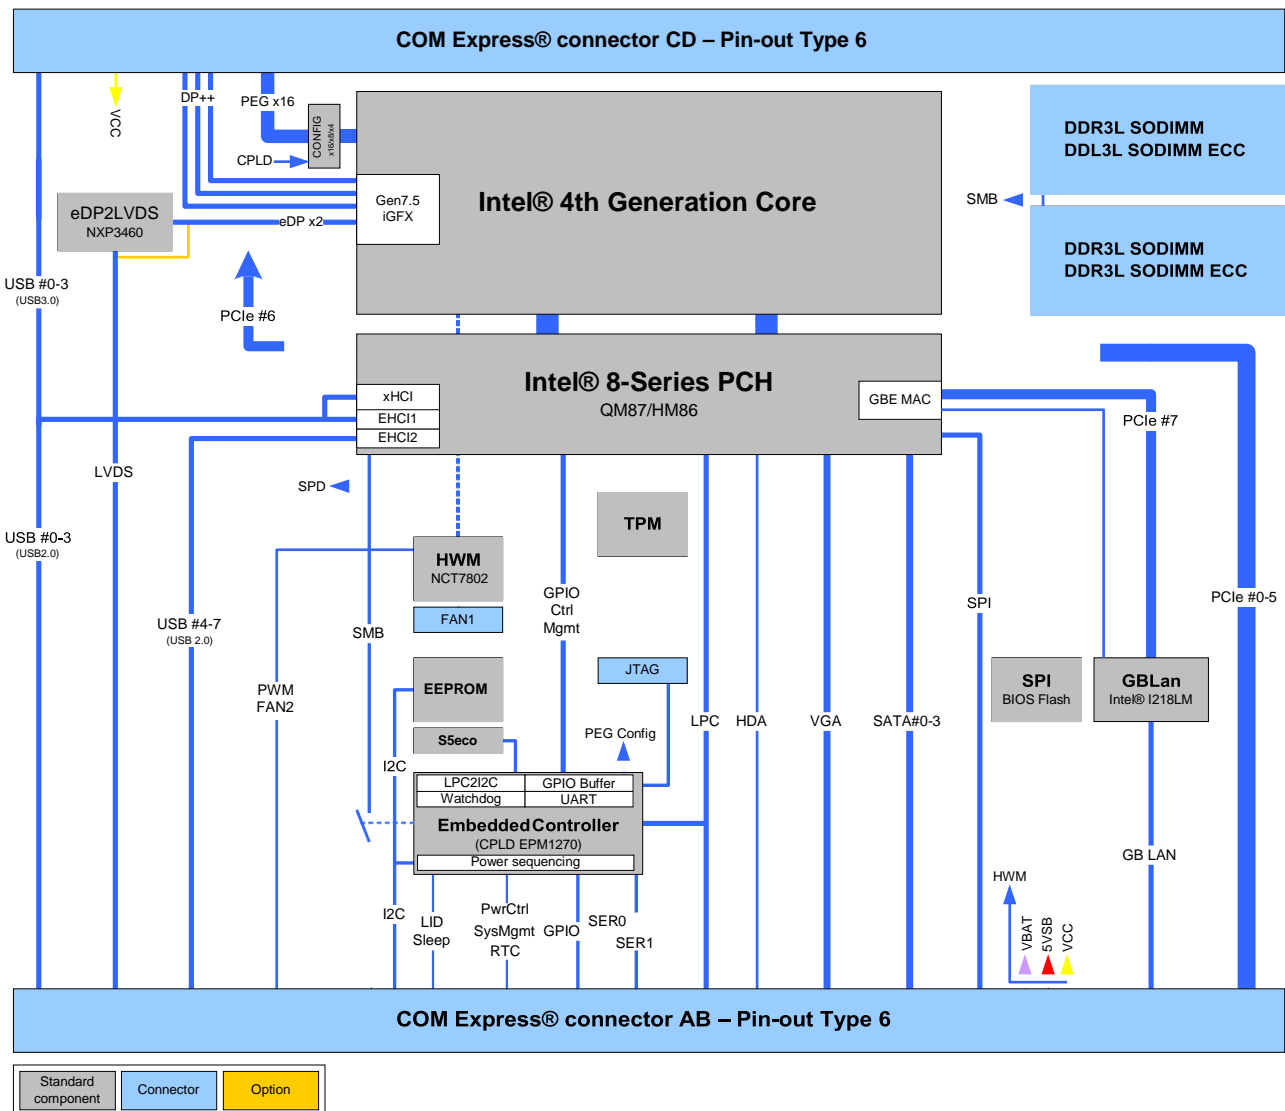 COM Express® connector CD – Pin-out Type 6
VCC
DP++
PEG x16
CONFIG
x16/x8/x4
CPLD
DDR3L SODIMM
DDL3L SODIMM ECC
SMB
DDR3L SODIMM
DDR3L SODIMM ECC
Intel® 4th Generation Core
Gen7.5
iGFX
eDP2LVDS
NXP3460
eDP x2
USB #0-3
(USB3.0)
PCIe #6
Intel® 8-Series PCH
QM87/HM86
xHCI
EHCI1
EHCI2
GBE MAC
PCIe #7
LVDS
SPD
TPM
USB #0-3
(USB2.0)
HWM
NCT7802
FAN1
GPIO
Ctrl
Mgmt
SPI
PCIe #0-5
USB #4-7
(USB 2.0)
SMB
JTAG
EEPROM
PWM
FAN2
SPI
BIOS Flash
GBLan
Intel® I218LM
S5eco
PEG Config
LPC
HDA
VGA
SATA#0-3
I2C
LPC2I2C
GPIO Buffer
Watchdog
UART
Embedded Controller
(CPLD EPM1270)
Power sequencing
GB LAN
HWM
I2C
LID
Sleep
PwrCtrl
SysMgmt
RTC
GPIO
SER0
SER1
VBAT
5VSB
VCC
COM Express® connector AB – Pin-out Type 6
Standard
component
Connector
Option